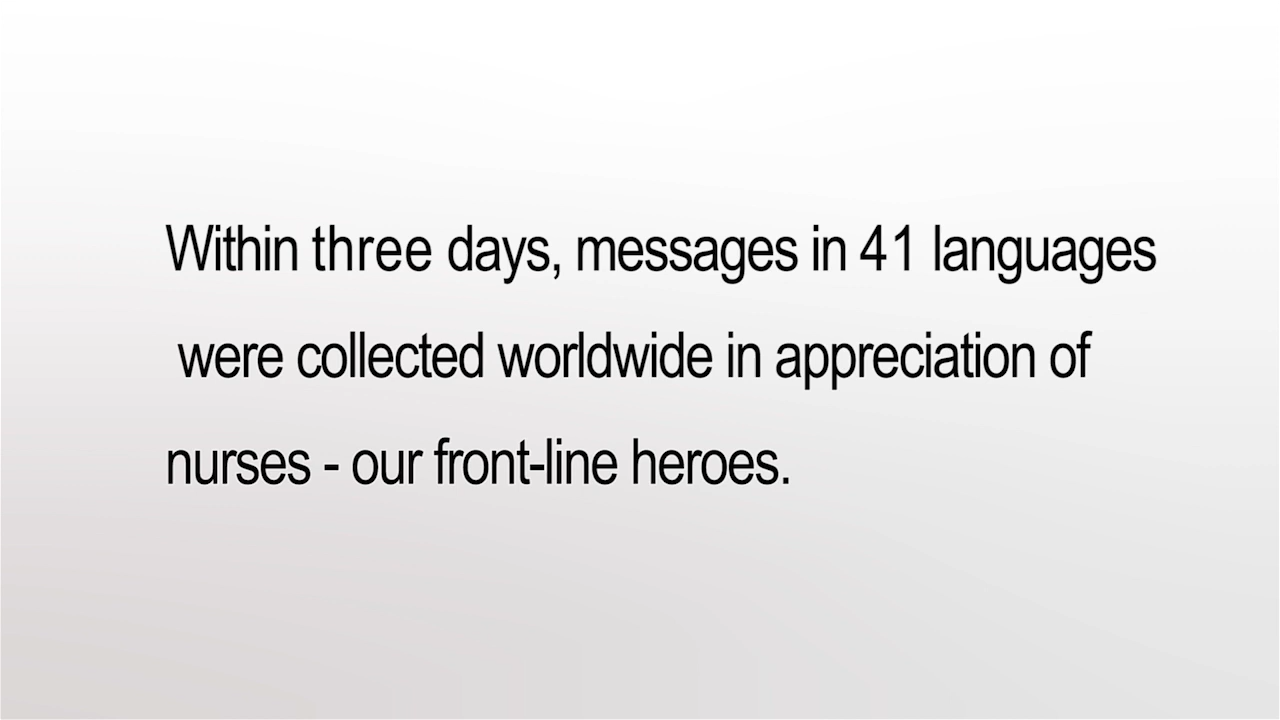 Within three days, messages in 41 languages
were collected worldwide in appreciation of
nurses - our front-line heroes.